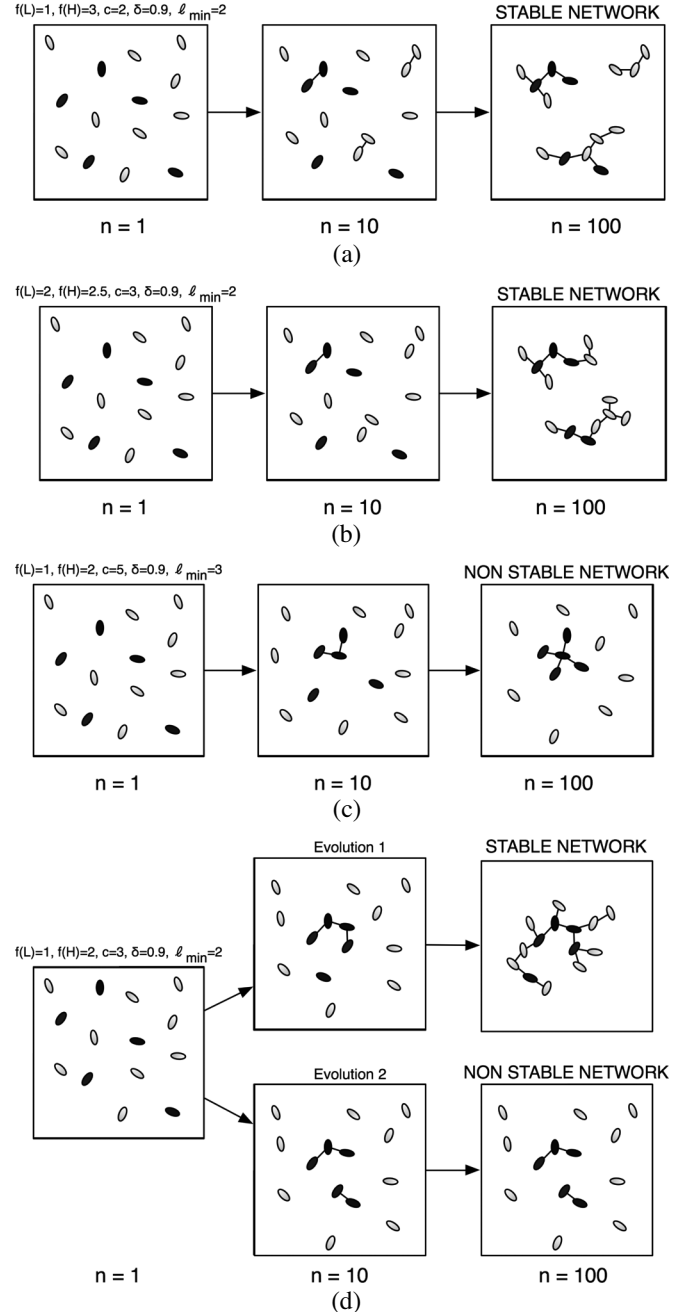 f(L)=1, f(H)=3, c=2, δ=0.9, ℓ min=2
STABLE NETWORK
n = 1
n = 10
n = 100
(a)
f(L)=2, f(H)=2.5, c=3, δ=0.9, ℓ min=2
STABLE NETWORK
n = 1
n = 10
n = 100
(b)
f(L)=1, f(H)=2, c=5, δ=0.9, ℓ min=3
NON STABLE NETWORK
n = 1
n = 10
n = 100
(c)
Evolution 1
STABLE NETWORK
f(L)=1, f(H)=2, c=3, δ=0.9, ℓ min=2
Evolution 2
NON STABLE NETWORK
n = 1
n = 10
n = 100
(d)